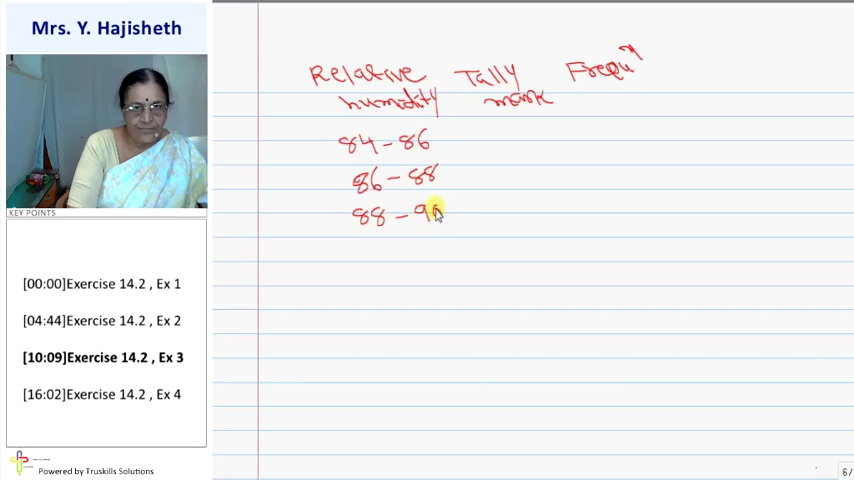 Mrs. Y. Hajisheth
KEY POINTS
[00:00]Exercise 14.2 , Ex 1
[04:44]Exercise 14.2 , Ex 2
[10:09]Exercise 14.2 , Ex 3
[16:02]Exercise 14.2 , Ex 4
Powered by Truskills Solutions
Relative Tally Frequy
humidity mark
84 - 86
86 - 88
88 - 90
6/